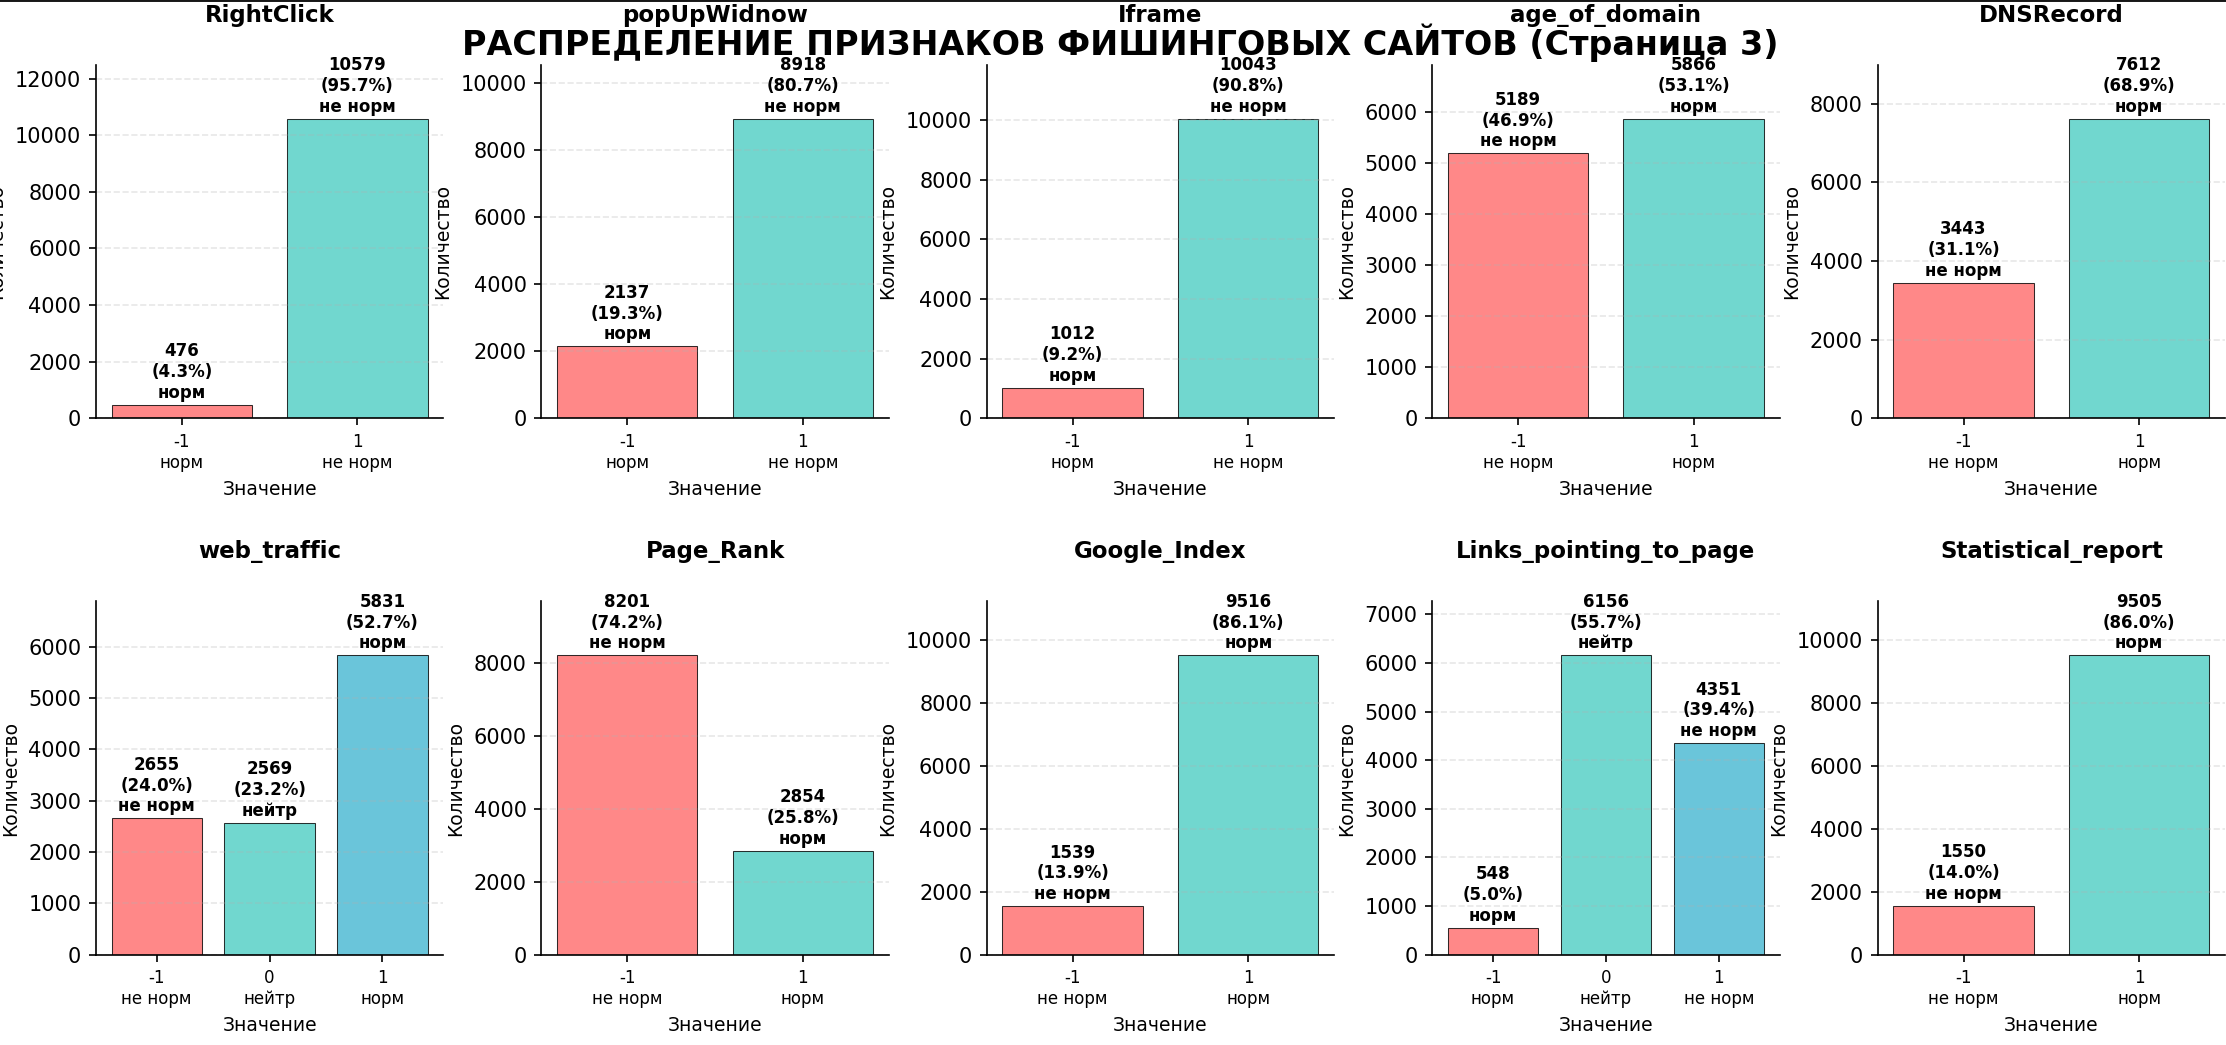 RightClick
popUpWidnow
Iframe
age_of_domain
DNSRecord
РАСПРЕДЕЛЕНИЕ ПРИЗНАКОВ ФИШИНГОВЫХ САЙТОВ (Страница 3)
12000
10000
8000
6000
4000
2000
0
476
(4.3%)
норм
10579
(95.7%)
не норм
-1
норм
1
не норм
Значение
Количество
10000
8000
6000
4000
2000
0
2137
(19.3%)
норм
8918
(80.7%)
не норм
-1
норм
1
не норм
Значение
Количество
10000
8000
6000
4000
2000
0
1012
(9.2%)
норм
10043
(90.8%)
не норм
-1
норм
1
не норм
Значение
Количество
6000
5000
4000
3000
2000
1000
0
5189
(46.9%)
не норм
5866
(53.1%)
норм
-1
не норм
1
норм
Значение
Количество
8000
6000
4000
2000
0
3443
(31.1%)
не норм
7612
(68.9%)
норм
-1
не норм
1
норм
Значение
web_traffic
Количество
6000
5000
4000
3000
2000
1000
0
2655
(24.0%)
не норм
2569
(23.2%)
нейтр
5831
(52.7%)
норм
-1
не норм
0
нейтр
1
норм
Значение
Page_Rank
Количество
8000
6000
4000
2000
0
8201
(74.2%)
не норм
2854
(25.8%)
норм
-1
не норм
1
норм
Значение
Google_Index
Количество
10000
8000
6000
4000
2000
0
1539
(13.9%)
не норм
9516
(86.1%)
норм
-1
не норм
1
норм
Значение
Links_pointing_to_page
Количество
7000
6000
5000
4000
3000
2000
1000
0
548
(5.0%)
норм
6156
(55.7%)
нейтр
4351
(39.4%)
не норм
-1
норм
0
нейтр
1
не норм
Значение
Statistical_report
Количество
10000
8000
6000
4000
2000
0
1550
(14.0%)
не норм
9505
(86.0%)
норм
-1
не норм
1
норм
Значение